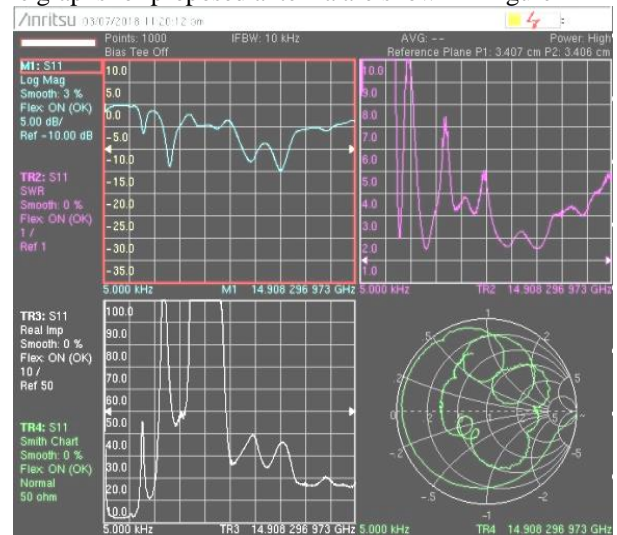 /inritsu 03/07/2018 11:20:12 pm
Points: 1000 IFBW: 10 kHz AVG: -- Power: High
Bias Tee Off Reference Plane P1: 3.407 cm P2: 3.406 cm
M1: S11
Log Mag
Smooth: 3 %
Flex: ON (OK)
5.00 dB/
Ref -10.00 dB
10.0
5.0
0.0
-5.0
-10.0
-15.0
-20.0
-25.0
-30.0
-35.0
5.000 kHz M1 14.908 296 973 GHz
TR2: S11
SWR
Smooth: 0 %
Flex: ON (OK)
1 /
Ref 1
10.0
9.0
8.0
7.0
6.0
5.0
4.0
3.0
2.0
1.0
5.000 kHz TR2 14.908 296 973 GHz
TR3: S11
Real Imp
Smooth: 0 %
Flex: ON (OK)
10 /
Ref 50
100.0
90.0
80.0
70.0
60.0
50.0
40.0
30.0
20.0
10.0
5.000 kHz TR3 14.908 296 973 GHz
TR4: S11
Smith Chart
Smooth: 0 %
Flex: ON (OK)
Normal
50 ohm
5.000 kHz TR4 14.908 296 973 GHz